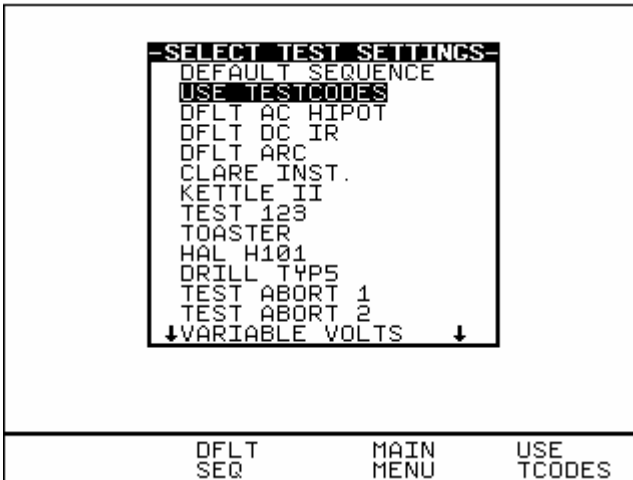 -SELECT TEST SETTINGS-
DEFAULT SEQUENCE
USE TESTCODES
DFLT AC HIPOT
DFLT DC IR
DFLT ARC
CLARE INST.
KETTLE II
TEST 123
TOASTER
HAL H101
DRILL TYP5
TEST ABORT 1
TEST ABORT 2
↓VARIABLE VOLTS ↓
DFLT MAIN USE
SEQ MENU TCODES